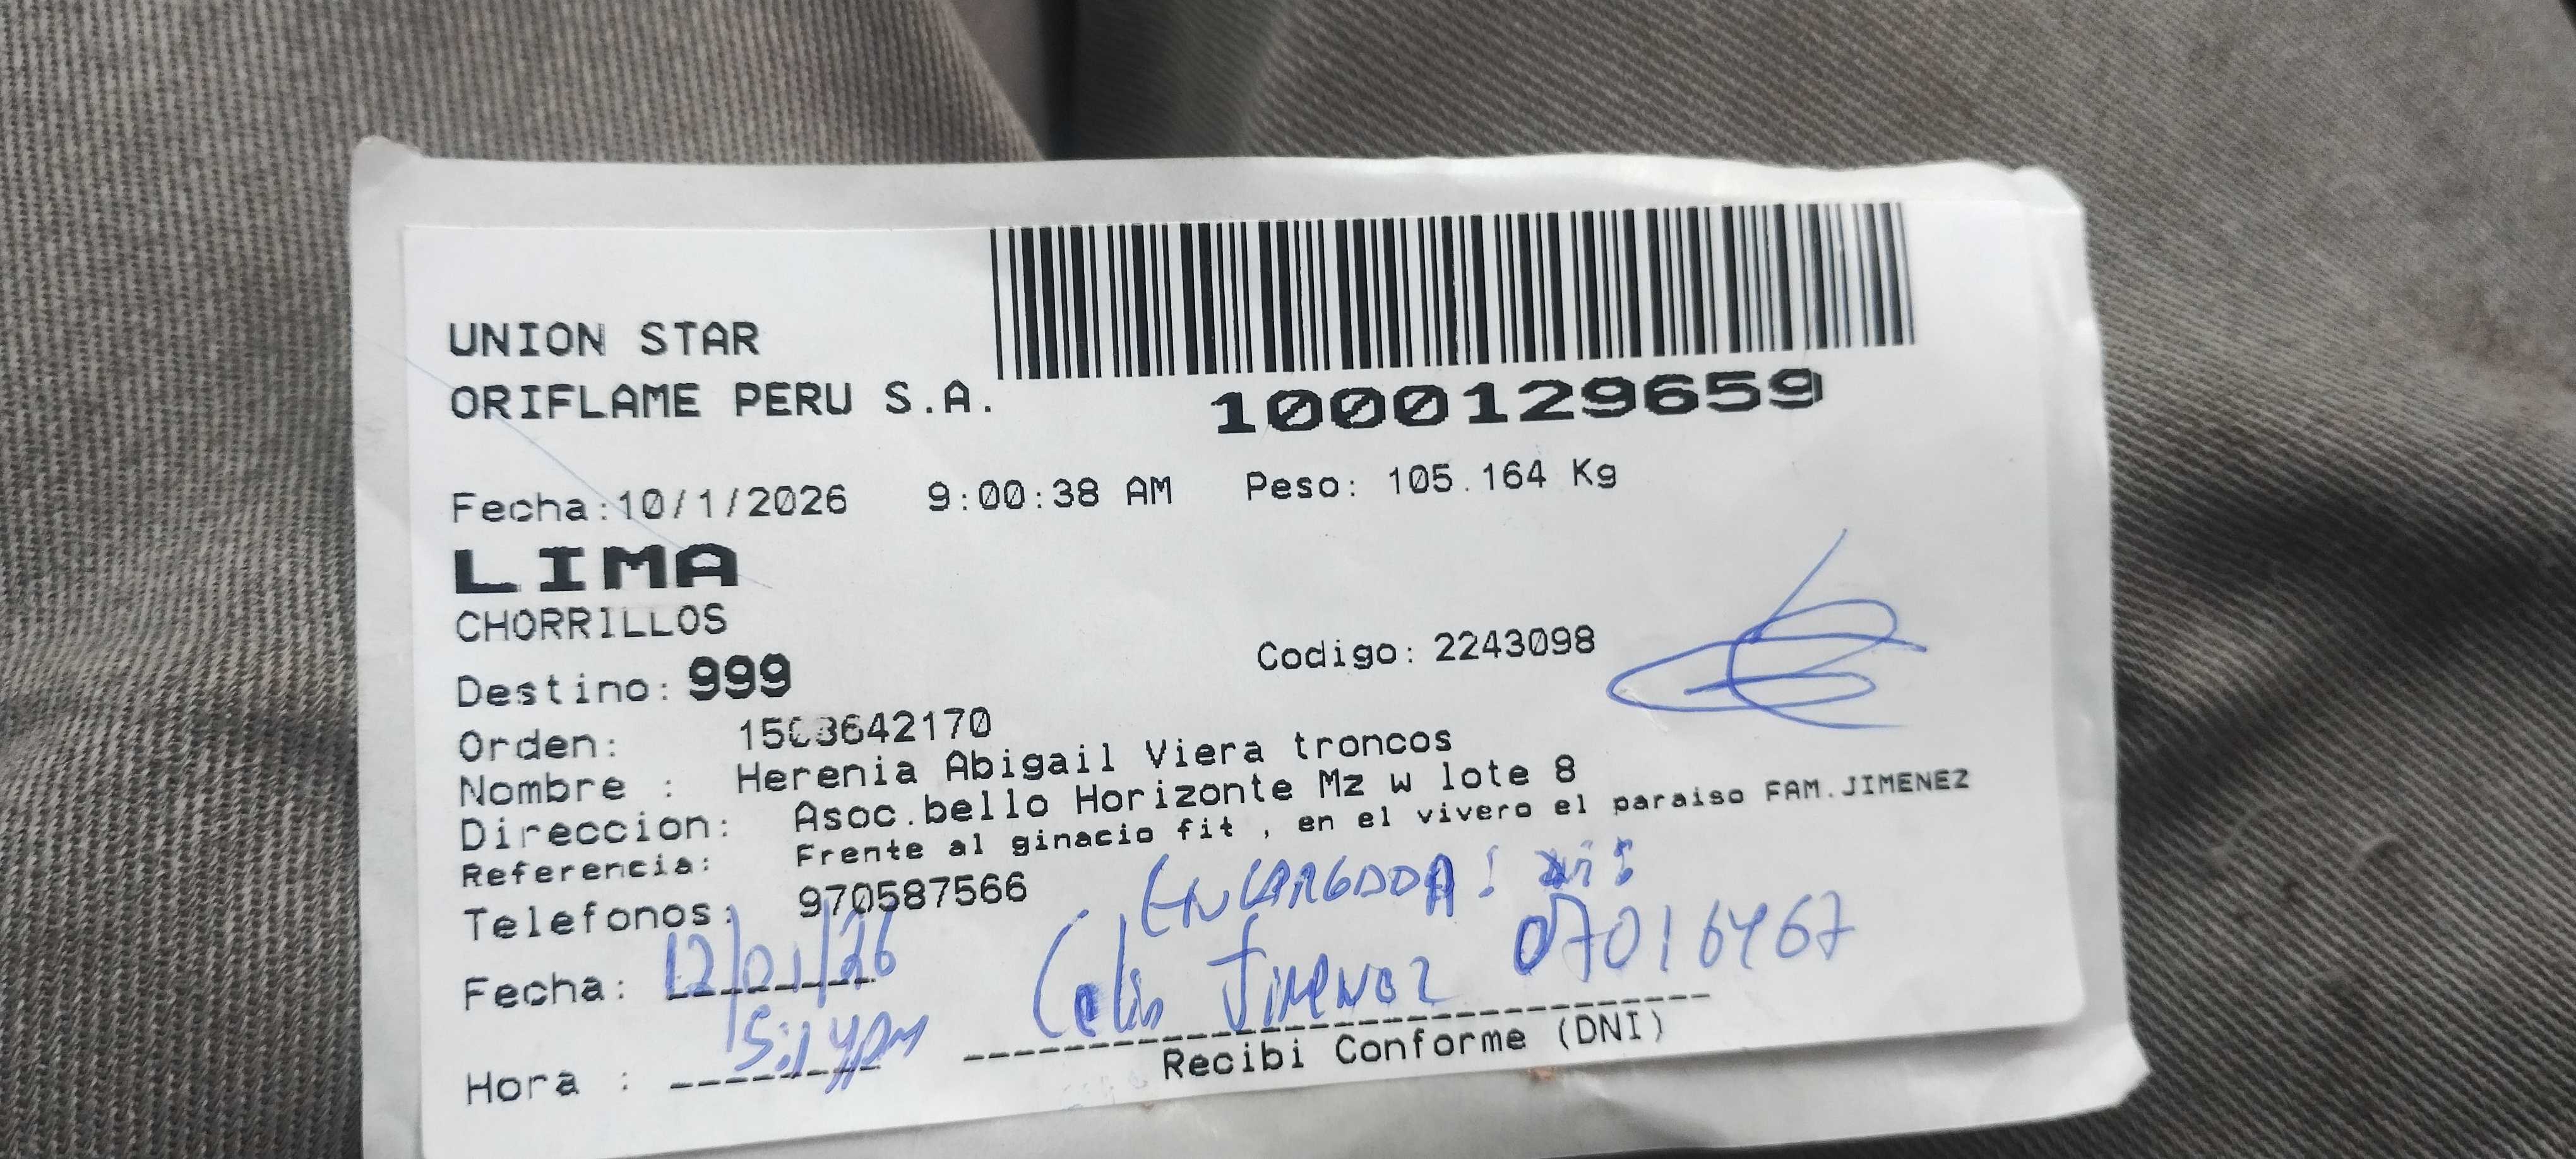 UNION STAR
ORIFLAME PERU S.A.
1000129659
Fecha:10/1/2026 9:00:38 AM Peso: 105.164 Kg
LIMA
CHORRILLOS
Destino: 999 Codigo: 2243098
Orden: 1503642170
Nombre : Herenia Abigail Viera troncos
Direccion: Asoc.bello Horizonte Mz w lote 8
Referencia: Frente al ginacio fit , en el vivero el paraiso FAM.JIMENEZ
Telefonos: 970587566
ENCARGADA:
Fecha: 12/01/26 Jimenez 07016467
Hora : 5:14pm
Recibi Conforme (DNI)